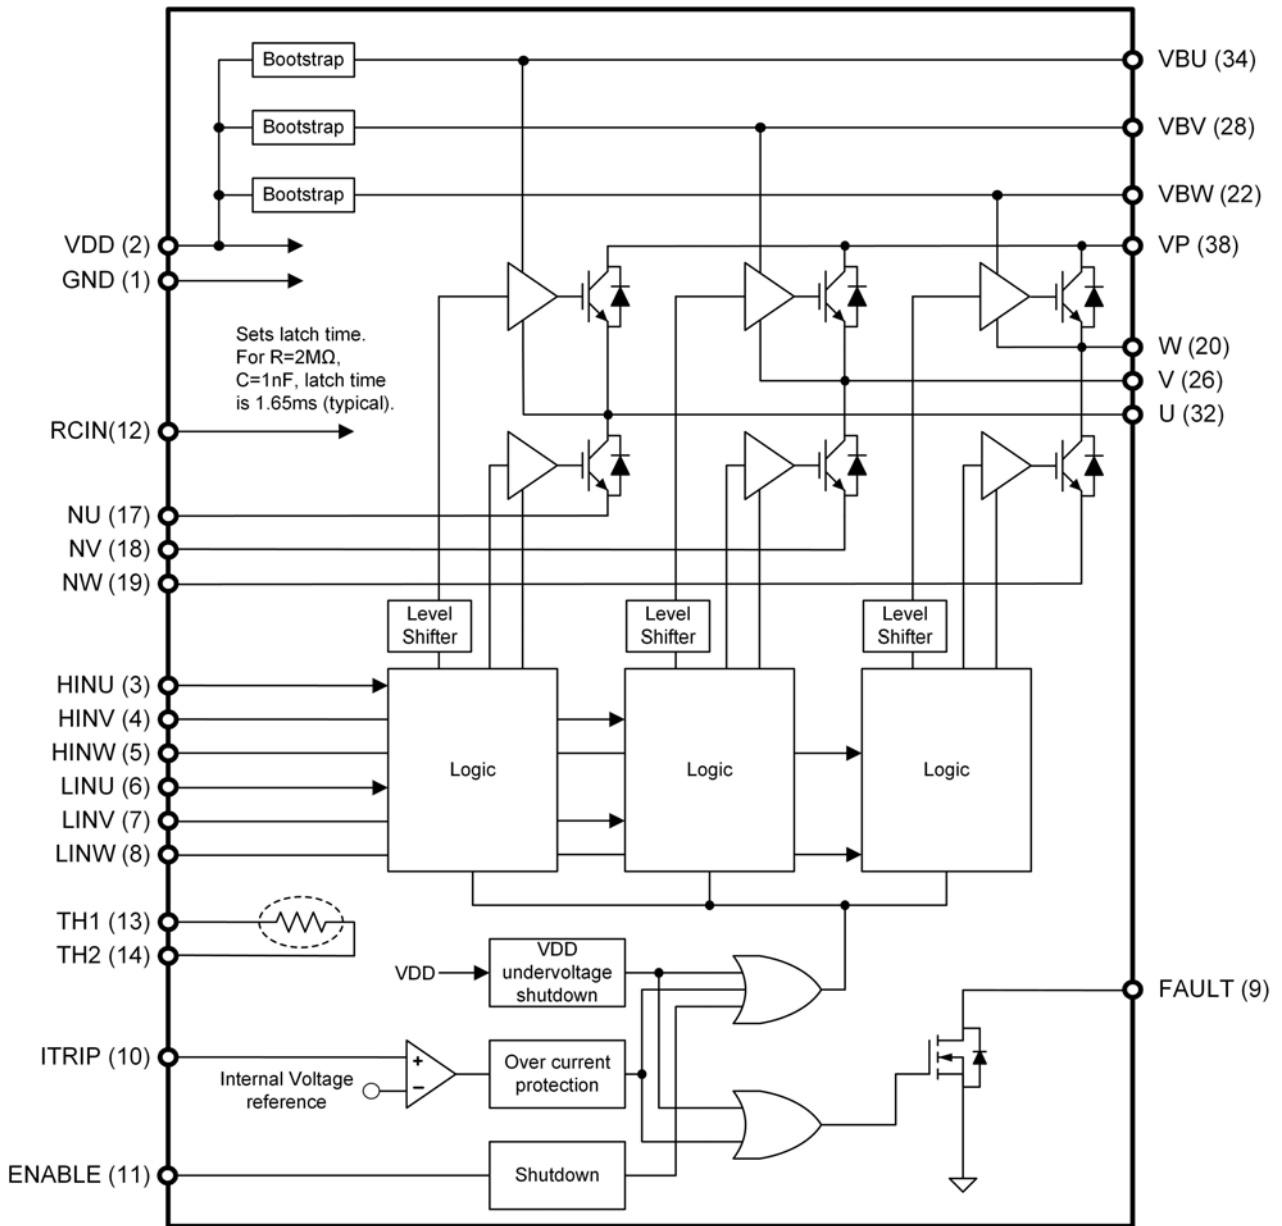 Bootstrap
VBU (34)
Bootstrap
VBV (28)
Bootstrap
VBW (22)
VDD (2)
VP (38)
GND (1)
Sets latch time.
For R=2MΩ,
C=1nF, latch time
is 1.65ms (typical).
W (20)
V (26)
U (32)
RCIN(12)
NU (17)
NV (18)
NW (19)
Level
Shifter
Level
Shifter
Level
Shifter
HINU (3)
HINV (4)
HINW (5)
LINU (6)
LINV (7)
LINW (8)
Logic
Logic
Logic
TH1 (13)
TH2 (14)
VDD
VDD
undervoltage
shutdown
FAULT (9)
ITRIP (10)
+
−
Internal Voltage
reference
Over current
protection
ENABLE (11)
Shutdown